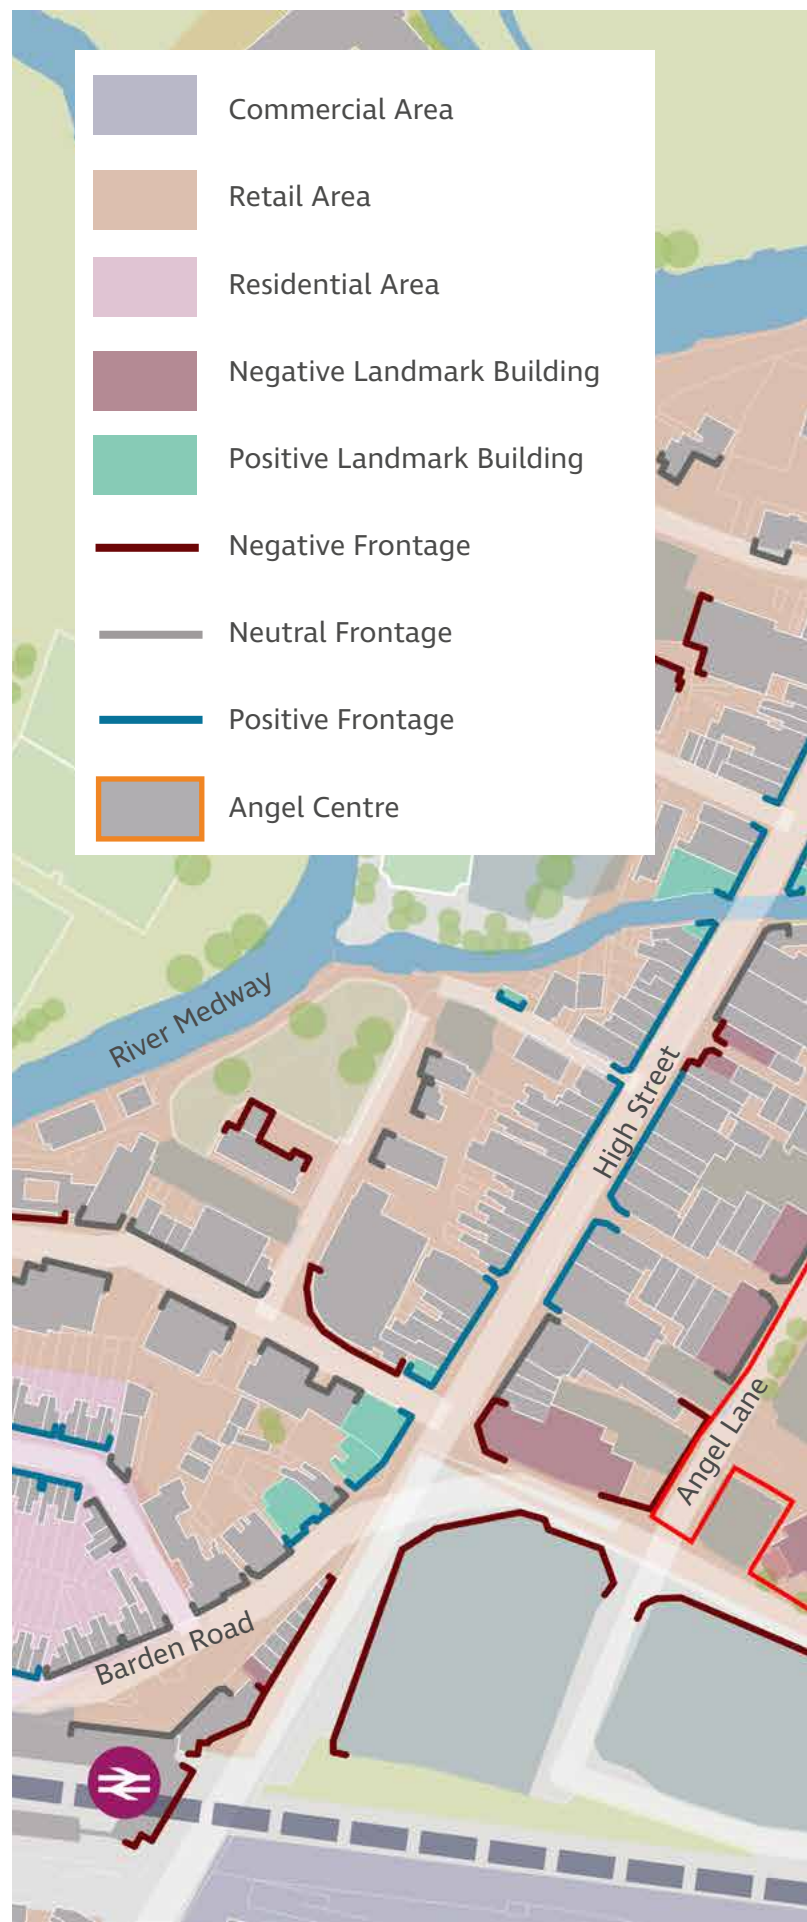 Commercial Area
Retail Area
Residential Area
Negative Landmark Building
Positive Landmark Building
Negative Frontage
Neutral Frontage
Positive Frontage
Angel Centre
River Medway
High Street
Angel Lane
Barden Road